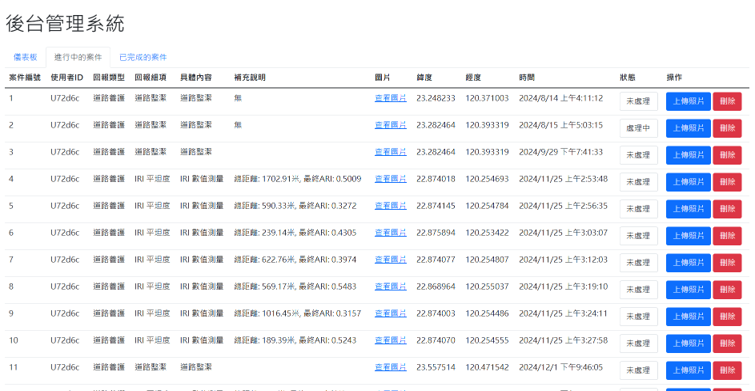 後台管理系統
儀表板 進行中的案件 已完成的案件
案件編號 使用者ID 回報類型 回報細項 具體內容 補充說明 圖片 緯度 經度 時間 狀態 操作
1 U72d6c 道路養護 道路整潔 道路整潔 無 查看圖片 23.248233 120.371003 2024/8/14 上午4:11:12 未處理 上傳照片 刪除
2 U72d6c 道路養護 道路整潔 道路整潔 無 查看圖片 23.282464 120.393319 2024/8/15 上午5:03:15 處理中 上傳照片 刪除
3 U72d6c 道路養護 道路整潔 道路整潔 查看圖片 23.282464 120.393319 2024/9/29 下午7:41:33 未處理 上傳照片 刪除
4 U72d6c 道路養護 IRI 平坦度 IRI 數值測量 總距離: 1702.91米, 最終ARI: 0.5009 查看圖片 22.874018 120.254693 2024/11/25 上午2:53:48 未處理 上傳照片 刪除
5 U72d6c 道路養護 IRI 平坦度 IRI 數值測量 總距離: 590.33米, 最終ARI: 0.3272 查看圖片 22.874145 120.254784 2024/11/25 上午2:56:35 未處理 上傳照片 刪除
6 U72d6c 道路養護 IRI 平坦度 IRI 數值測量 總距離: 239.14米, 最終ARI: 0.4305 查看圖片 22.875894 120.253422 2024/11/25 上午3:03:07 未處理 上傳照片 刪除
7 U72d6c 道路養護 IRI 平坦度 IRI 數值測量 總距離: 622.76米, 最終ARI: 0.3974 查看圖片 22.874077 120.254807 2024/11/25 上午3:12:03 未處理 上傳照片 刪除
8 U72d6c 道路養護 IRI 平坦度 IRI 數值測量 總距離: 569.17米, 最終ARI: 0.5483 查看圖片 22.868964 120.255037 2024/11/25 上午3:19:10 未處理 上傳照片 刪除
9 U72d6c 道路養護 IRI 平坦度 IRI 數值測量 總距離: 1016.45米, 最終ARI: 0.3157 查看圖片 22.874003 120.254486 2024/11/25 上午3:24:11 未處理 上傳照片 刪除
10 U72d6c 道路養護 IRI 平坦度 IRI 數值測量 總距離: 189.39米, 最終ARI: 0.5243 查看圖片 22.874070 120.254555 2024/11/25 上午3:27:58 未處理 上傳照片 刪除
11 U72d6c 道路養護 道路整潔 道路整潔 查看圖片 23.557514 120.471542 2024/12/1 下午9:46:05 未處理 上傳照片 刪除